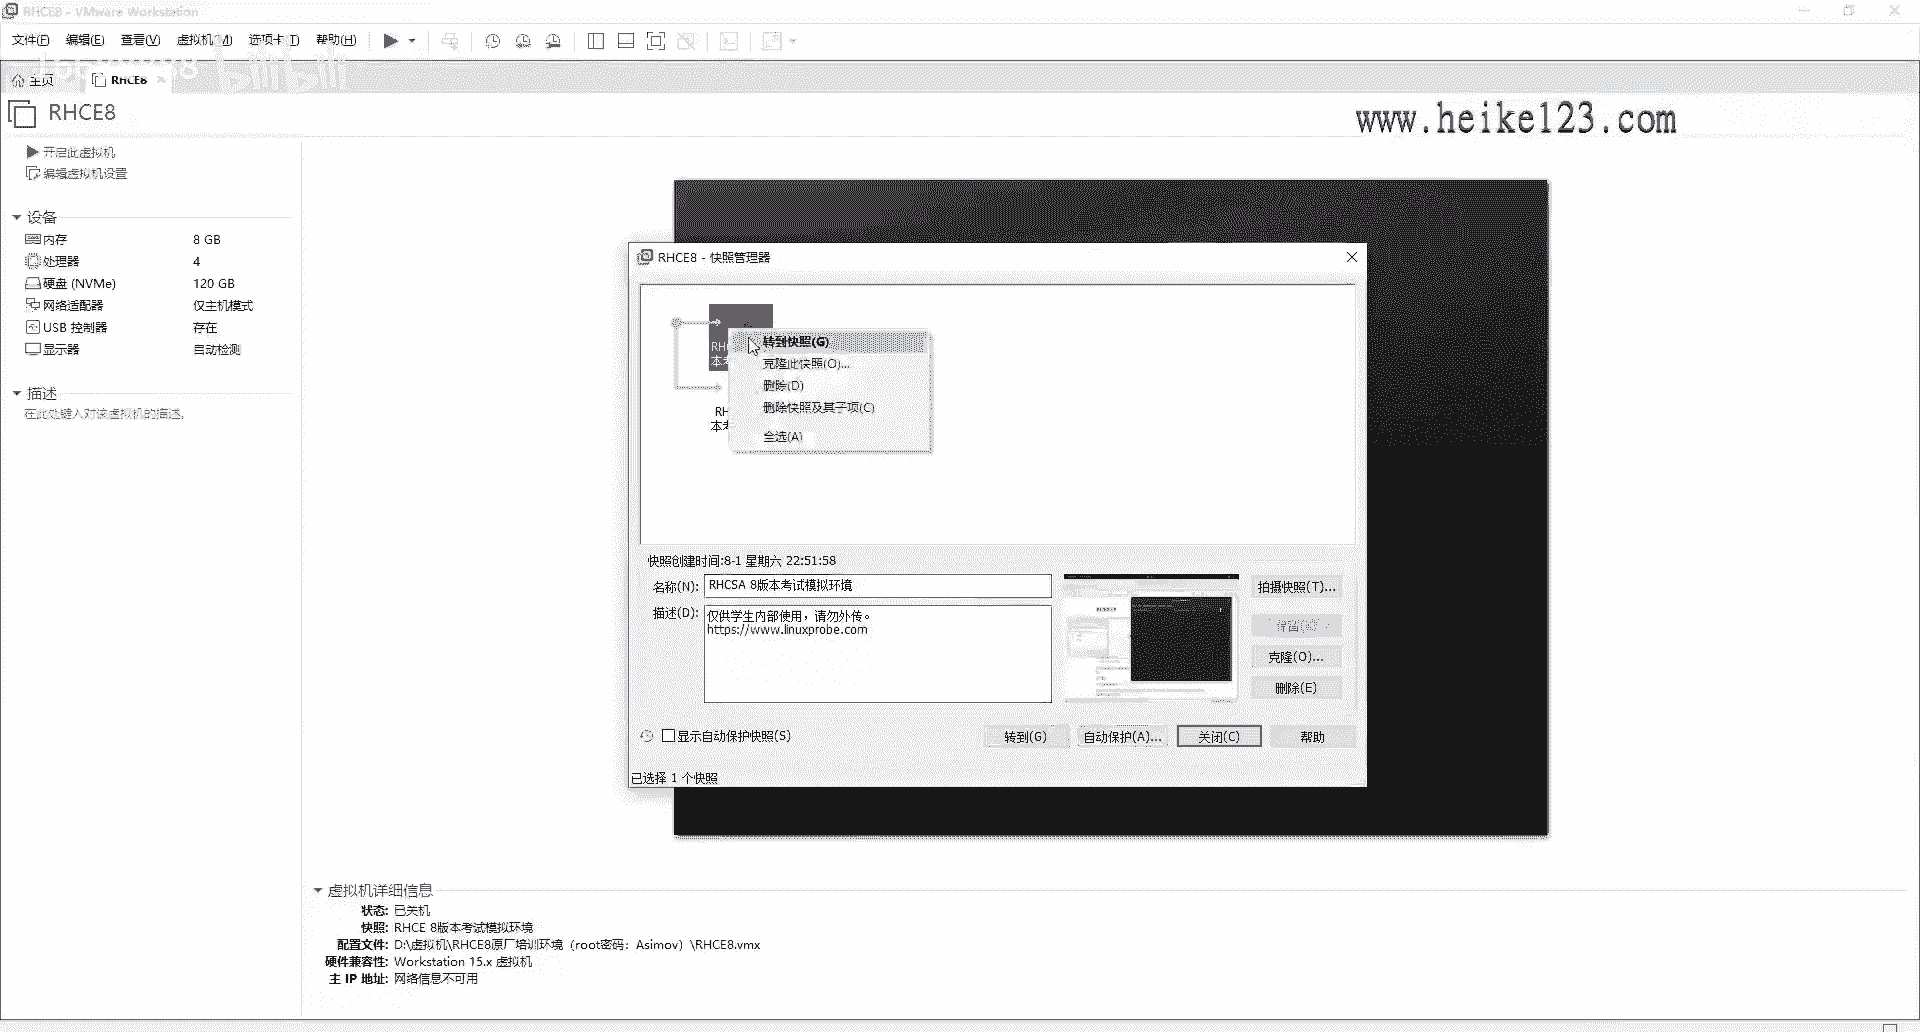 RHCE8 - VMware Workstation
文件(F) 编辑(E) 查看(V) 虚拟机(M) 选项卡(T) 帮助(H)
主页 RHCE8
bilibili
RHCE8
www.heike123.com
开启此虚拟机
编辑虚拟机设置
设备
内存 8 GB
处理器 4
硬盘 (NVMe) 120 GB
网络适配器 仅主机模式
USB 控制器 存在
显示器 自动检测
描述
在此处键入对该虚拟机的描述。
RHCE8 - 快照管理器
RH
本考
转到快照(G)
克隆此快照(O)...
删除(D)
删除快照及其子项(C)
全选(A)
RH
本考
快照创建时间:8-1 星期六 22:51:58
名称(N): RHCSA 8版本考试模拟环境
描述(D): 仅供学生内部使用，请勿外传。
https://www.linuxprobe.com
拍摄快照(T)...
保留(K)
克隆(O)...
删除(E)
显示自动保护快照(S)
转到(G) 自动保护(A)... 关闭(C) 帮助
已选择 1 个快照
虚拟机详细信息
状态: 已关机
快照: RHCE 8版本考试模拟环境
配置文件: D:\虚拟机\RHCE8原厂培训环境（root密码：Asimov）\RHCE8.vmx
硬件兼容性: Workstation 15.x 虚拟机
主 IP 地址: 网络信息不可用